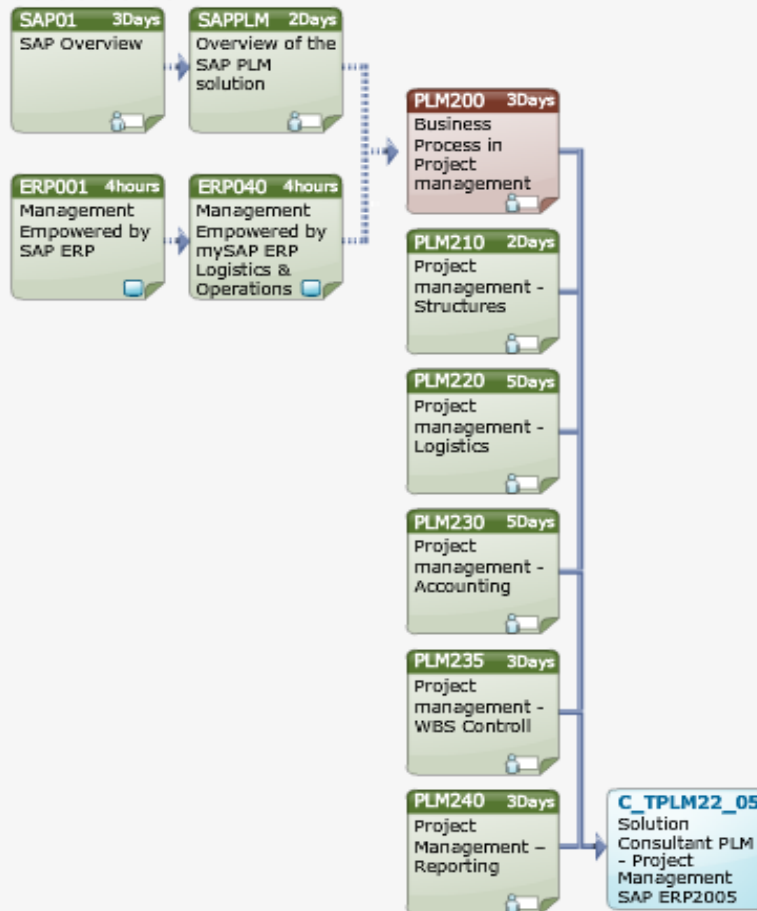 SAP01 3Days
SAP Overview
SAPPLM 2Days
Overview of the
SAP PLM
solution
ERP001 4hours
Management
Empowered by
SAP ERP
ERP040 4hours
Management
Empowered by
mySAP ERP
Logistics &
Operations
PLM200 3Days
Business
Process in
Project
management
PLM210 2Days
Project
management -
Structures
PLM220 5Days
Project
management -
Logistics
PLM230 5Days
Project
management -
Accounting
PLM235 3Days
Project
management -
WBS Controll
PLM240 3Days
Project
Management –
Reporting
C_TPLM22_05
Solution
Consultant PLM
- Project
Management
SAP ERP2005